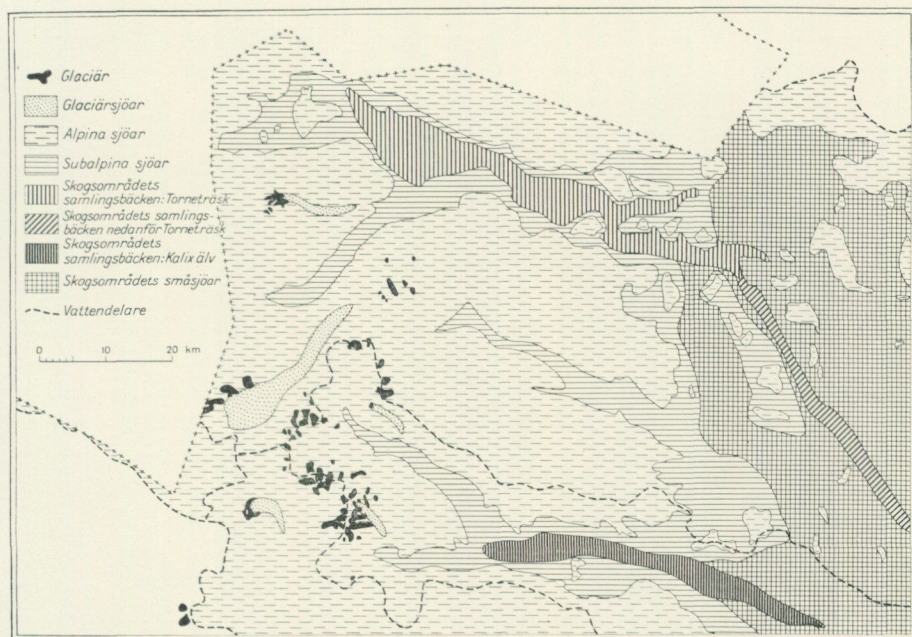 Glaciär
Glaciärsjöar
Alpina sjöar
Subalpina sjöar
Skogsområdets
samlingsbäcken: Torneträsk
Skogsområdets samlings-
bäcken nedanför Torneträsk
Skogsområdets
samlingsbäcken: Kalix älv
Skogsområdets småsjöar
Vattendelare
0 10 20 km